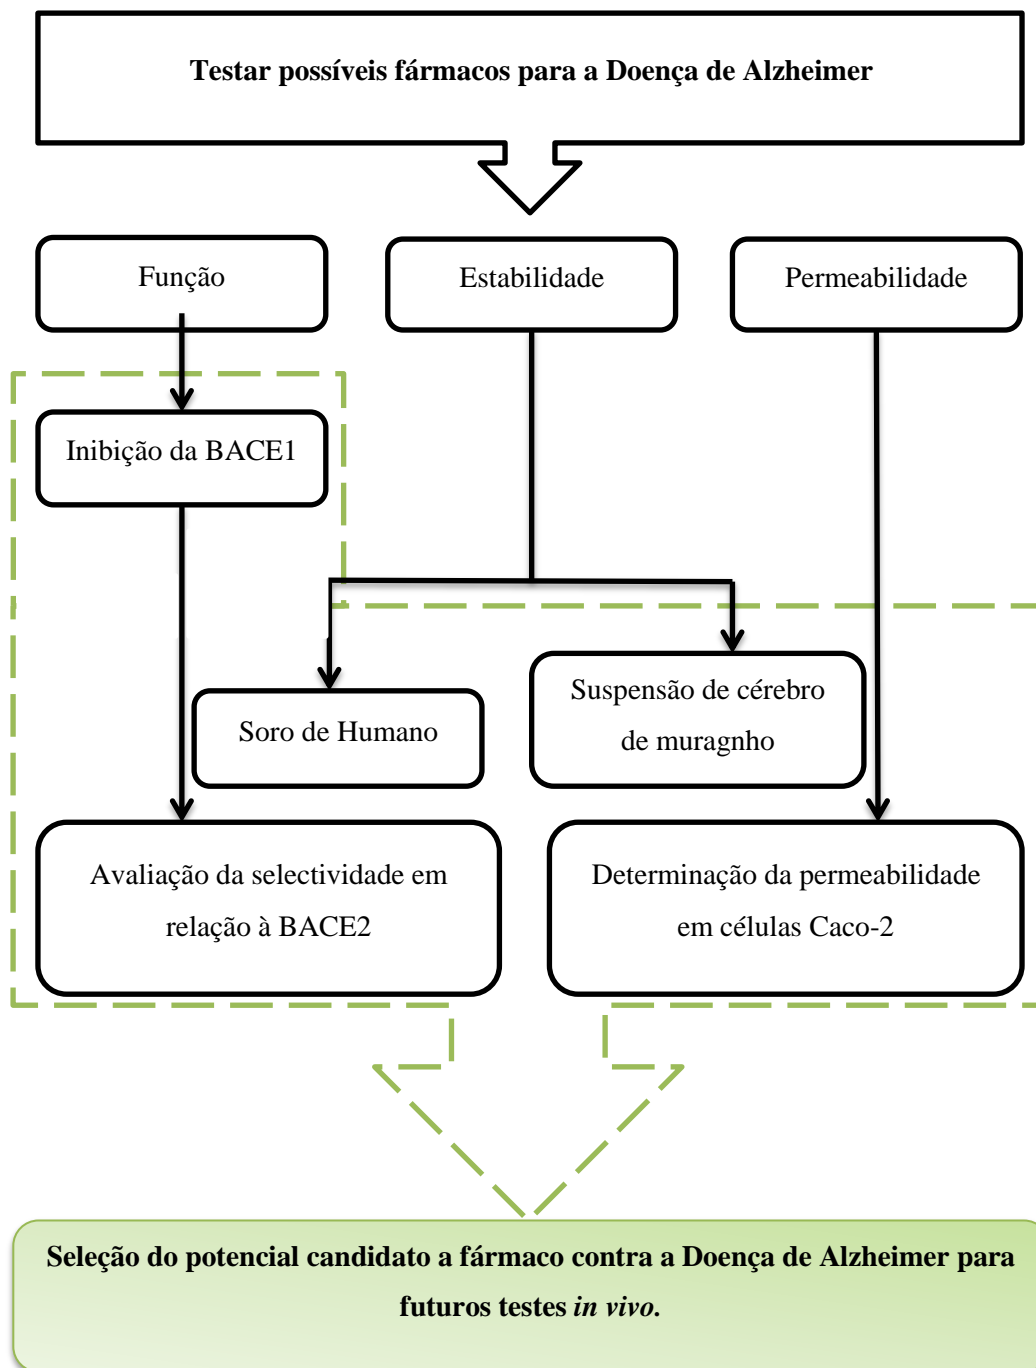 Testar possíveis fármacos para a Doença de Alzheimer
Função
Estabilidade
Permeabilidade
Inibição da BACE1
Soro de Humano
Suspensão de cérebro
de muragnho
Avaliação da selectividade em
relação à BACE2
Determinação da permeabilidade
em células Caco-2
Seleção do potencial candidato a fármaco contra a Doença de Alzheimer para
futuros testes in vivo.